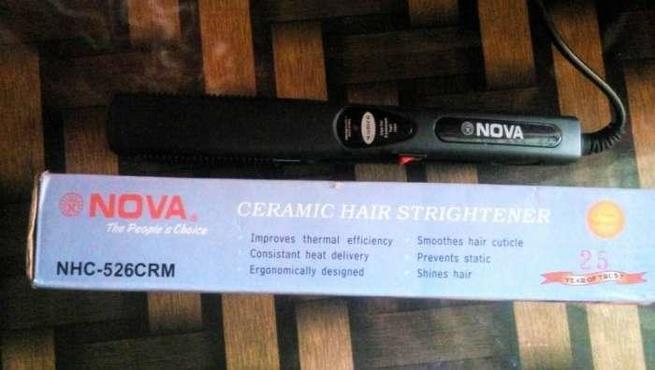 NOVA
NOVA
The People's Choice
NHC-526CRM
CERAMIC HAIR STRIGHTENER
Improves thermal efficiency
Consistant heat delivery
Ergonomically designed
Smoothes hair cuticle
Prevents static
Shines hair
25
YEAR OF TRUST